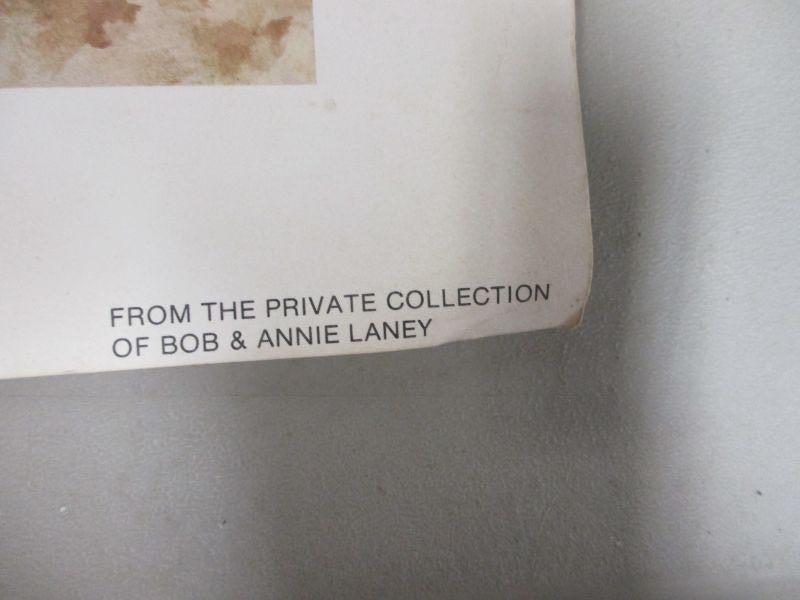 FROM THE PRIVATE COLLECTION
OF BOB & ANNIE LANEY